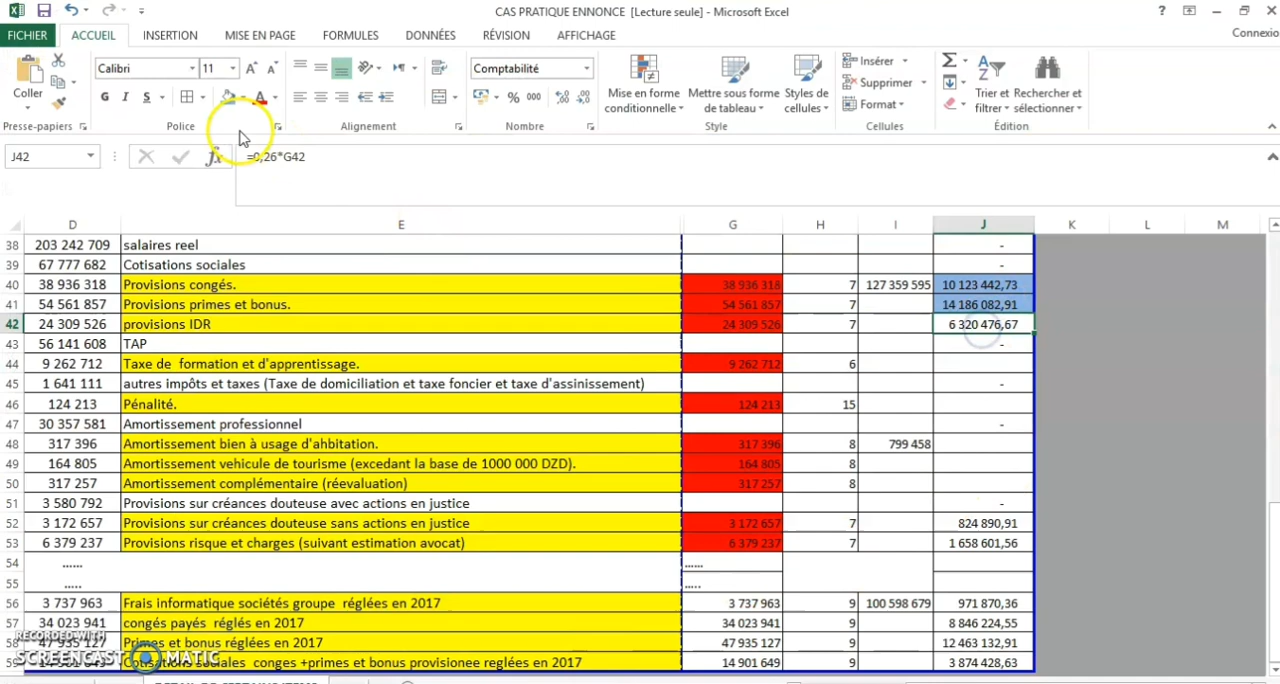 CAS PRATIQUE ENNONCE [Lecture seule] - Microsoft Excel
FICHIER ACCUEIL INSERTION MISE EN PAGE FORMULES DONNÉES RÉVISION AFFICHAGE Connexio
Calibri 11 Comptabilité Insérer
Coller G I S % 000 Mise en forme conditionnelle Mettre sous forme de tableau Styles de cellules Supprimer Trier et filtrer Rechercher et sélectionner
Format
Presse-papiers Police Alignement Nombre Style Cellules Édition
J42 fx =0,26*G42
D E G H I J K L M
38 203 242 709 salaires reel -
39 67 777 682 Cotisations sociales -
40 38 936 318 Provisions congés. 38 936 318 7 127 359 595 10 123 442,73
41 54 561 857 Provisions primes et bonus. 54 561 857 7 14 186 082,91
42 24 309 526 provisions IDR 24 309 526 7 6 320 476,67
43 56 141 608 TAP -
44 9 262 712 Taxe de formation et d'apprentissage. 9 262 712 6
45 1 641 111 autres impôts et taxes (Taxe de domiciliation et taxe foncier et taxe d'assinissement) -
46 124 213 Pénalité. 124 213 15
47 30 357 581 Amortissement professionnel -
48 317 396 Amortissement bien à usage d'ahbitation. 317 396 8 799 458
49 164 805 Amortissement vehicule de tourisme (excedant la base de 1000 000 DZD). 164 805 8
50 317 257 Amortissement complémentaire (réevaluation) 317 257 8
51 3 580 792 Provisions sur créances douteuse avec actions en justice -
52 3 172 657 Provisions sur créances douteuse sans actions en justice 3 172 657 7 824 890,91
53 6 379 237 Provisions risque et charges (suivant estimation avocat) 6 379 237 7 1 658 601,56
54 ...... ......
55 ..... .....
56 3 737 963 Frais informatique sociétés groupe réglées en 2017 3 737 963 9 100 598 679 971 870,36
57 34 023 941 congés payés réglés en 2017 34 023 941 9 8 846 224,55
58 47 935 127 Primes et bonus réglées en 2017 47 935 127 9 12 463 132,91
59 Cotisations sociales conges +primes et bonus provisionee reglées en 2017 14 901 649 9 3 874 428,63
RECORDED WITH
SCREENCAST MATIC